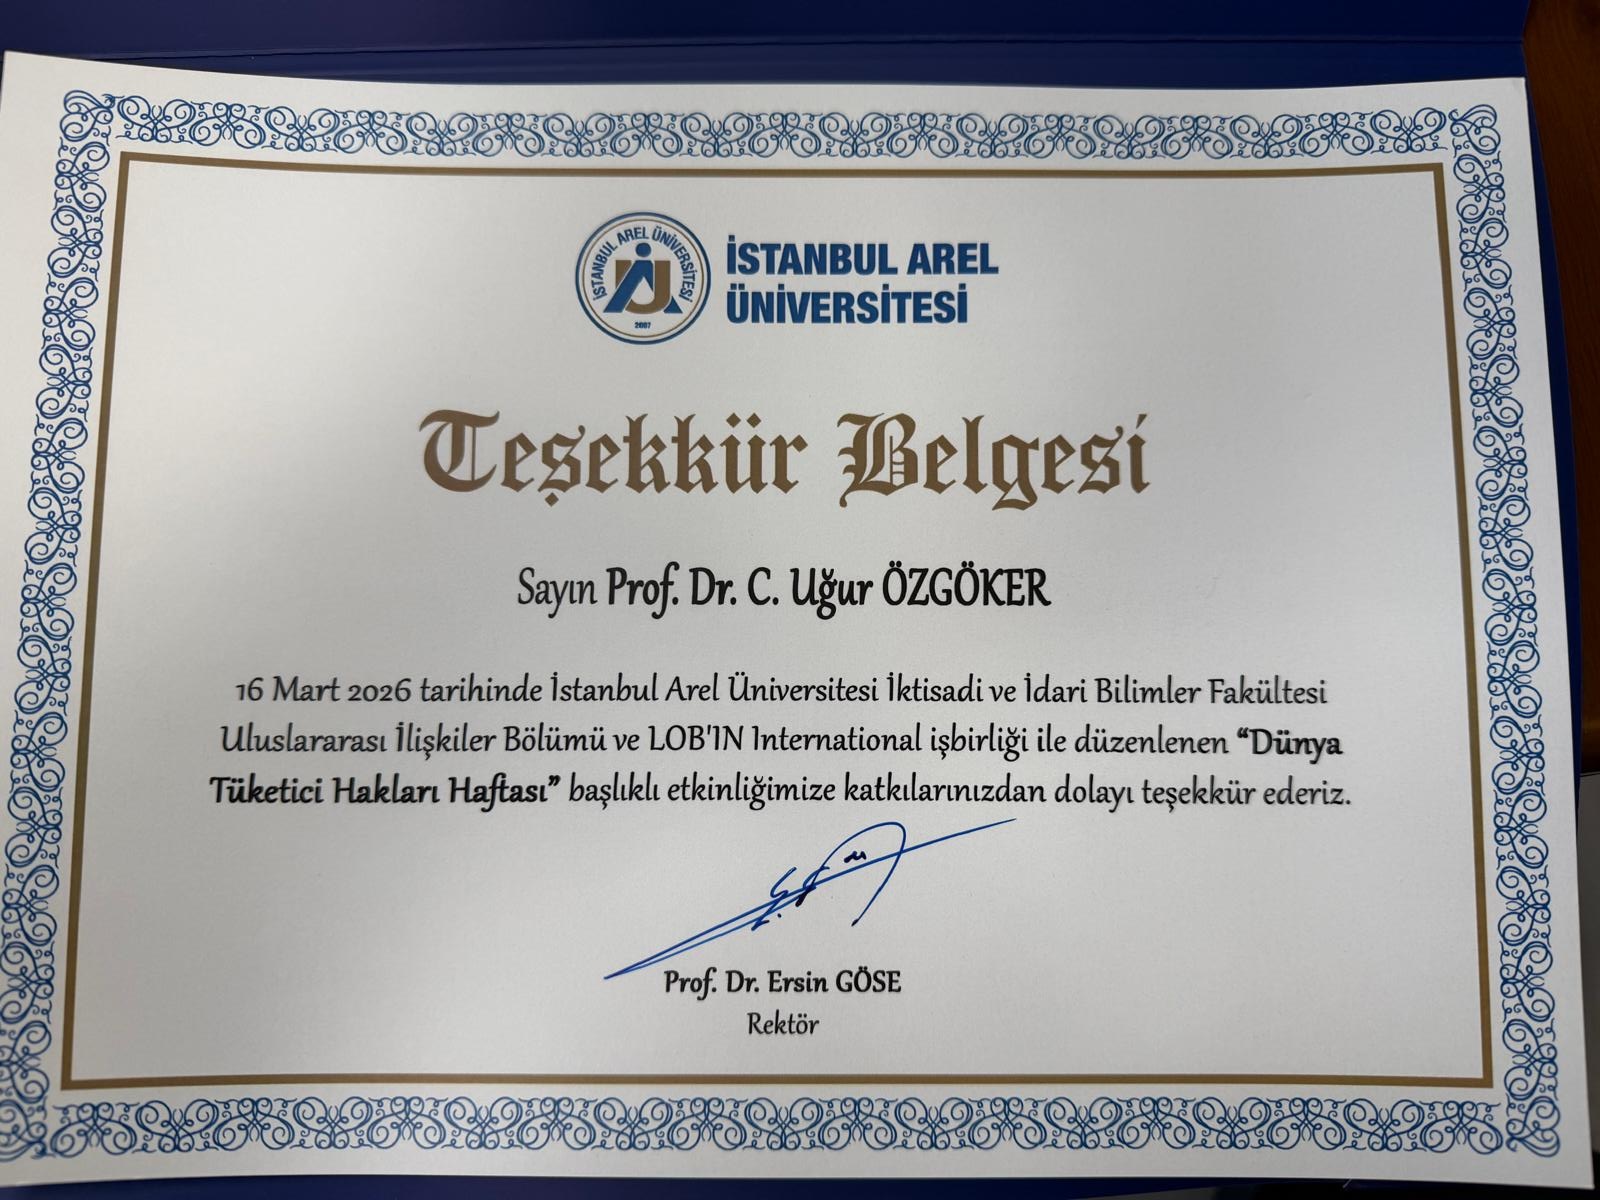 İSTANBUL AREL ÜNİVERSİTESİ
2007
İSTANBUL AREL
ÜNİVERSİTESİ
Teşekkür Belgesi
Sayın Prof. Dr. C. Uğur ÖZGÖKER
16 Mart 2026 tarihinde İstanbul Arel Üniversitesi İktisadi ve İdari Bilimler Fakültesi
Uluslararası İlişkiler Bölümü ve LOB'IN International işbirliği ile düzenlenen “Dünya
Tüketici Hakları Haftası” başlıklı etkinliğimize katkılarınızdan dolayı teşekkür ederiz.
Prof. Dr. Ersin GÖSE
Rektör